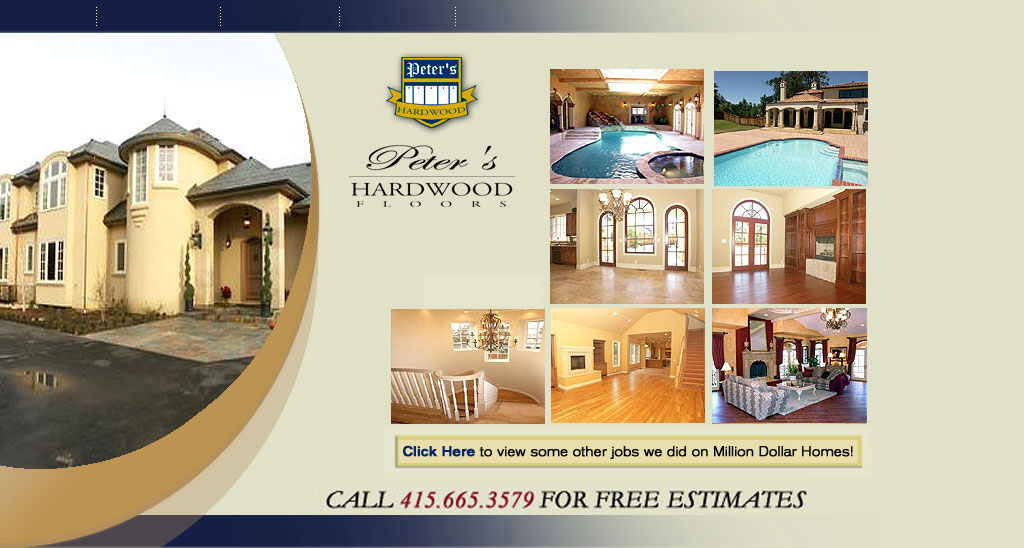 Peter's
HARDWOOD
Peter's
HARDWOOD
FLOORS
Click Here to view some other jobs we did on Million Dollar Homes!
CALL 415.665.3579 FOR FREE ESTIMATES